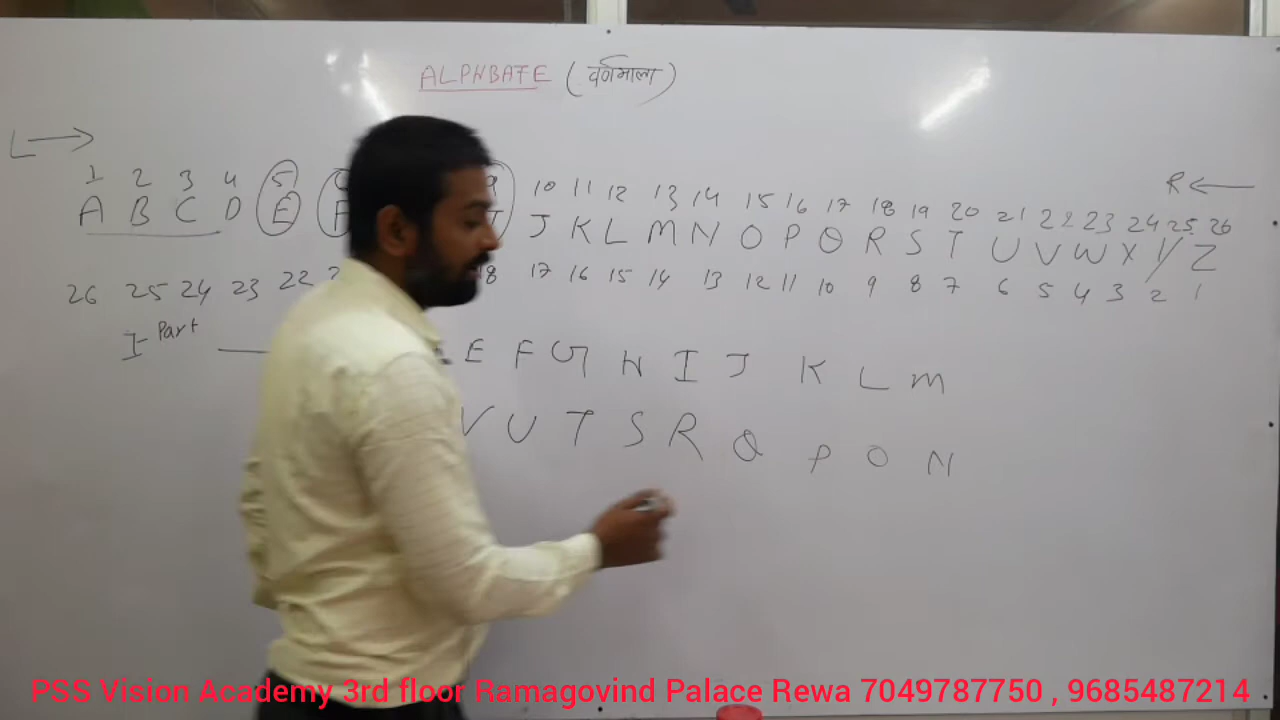 ALPHBATE (वर्णमाला)
L
R
1 2 3 4 5 9 10 11 12 13 14 15 16 17 18 19 20 21 22 23 24 25 26
A B C D E F I J K L M N O P Q R S T U V W X Y Z
26 25 24 23 22 18 17 16 15 14 13 12 11 10 9 8 7 6 5 4 3 2 1
I Part
E F G H I J K L M
V U T S R Q P O N
PSS Vision Academy 3rd floor Ramagovind Palace Rewa 7049787750 , 9685487214